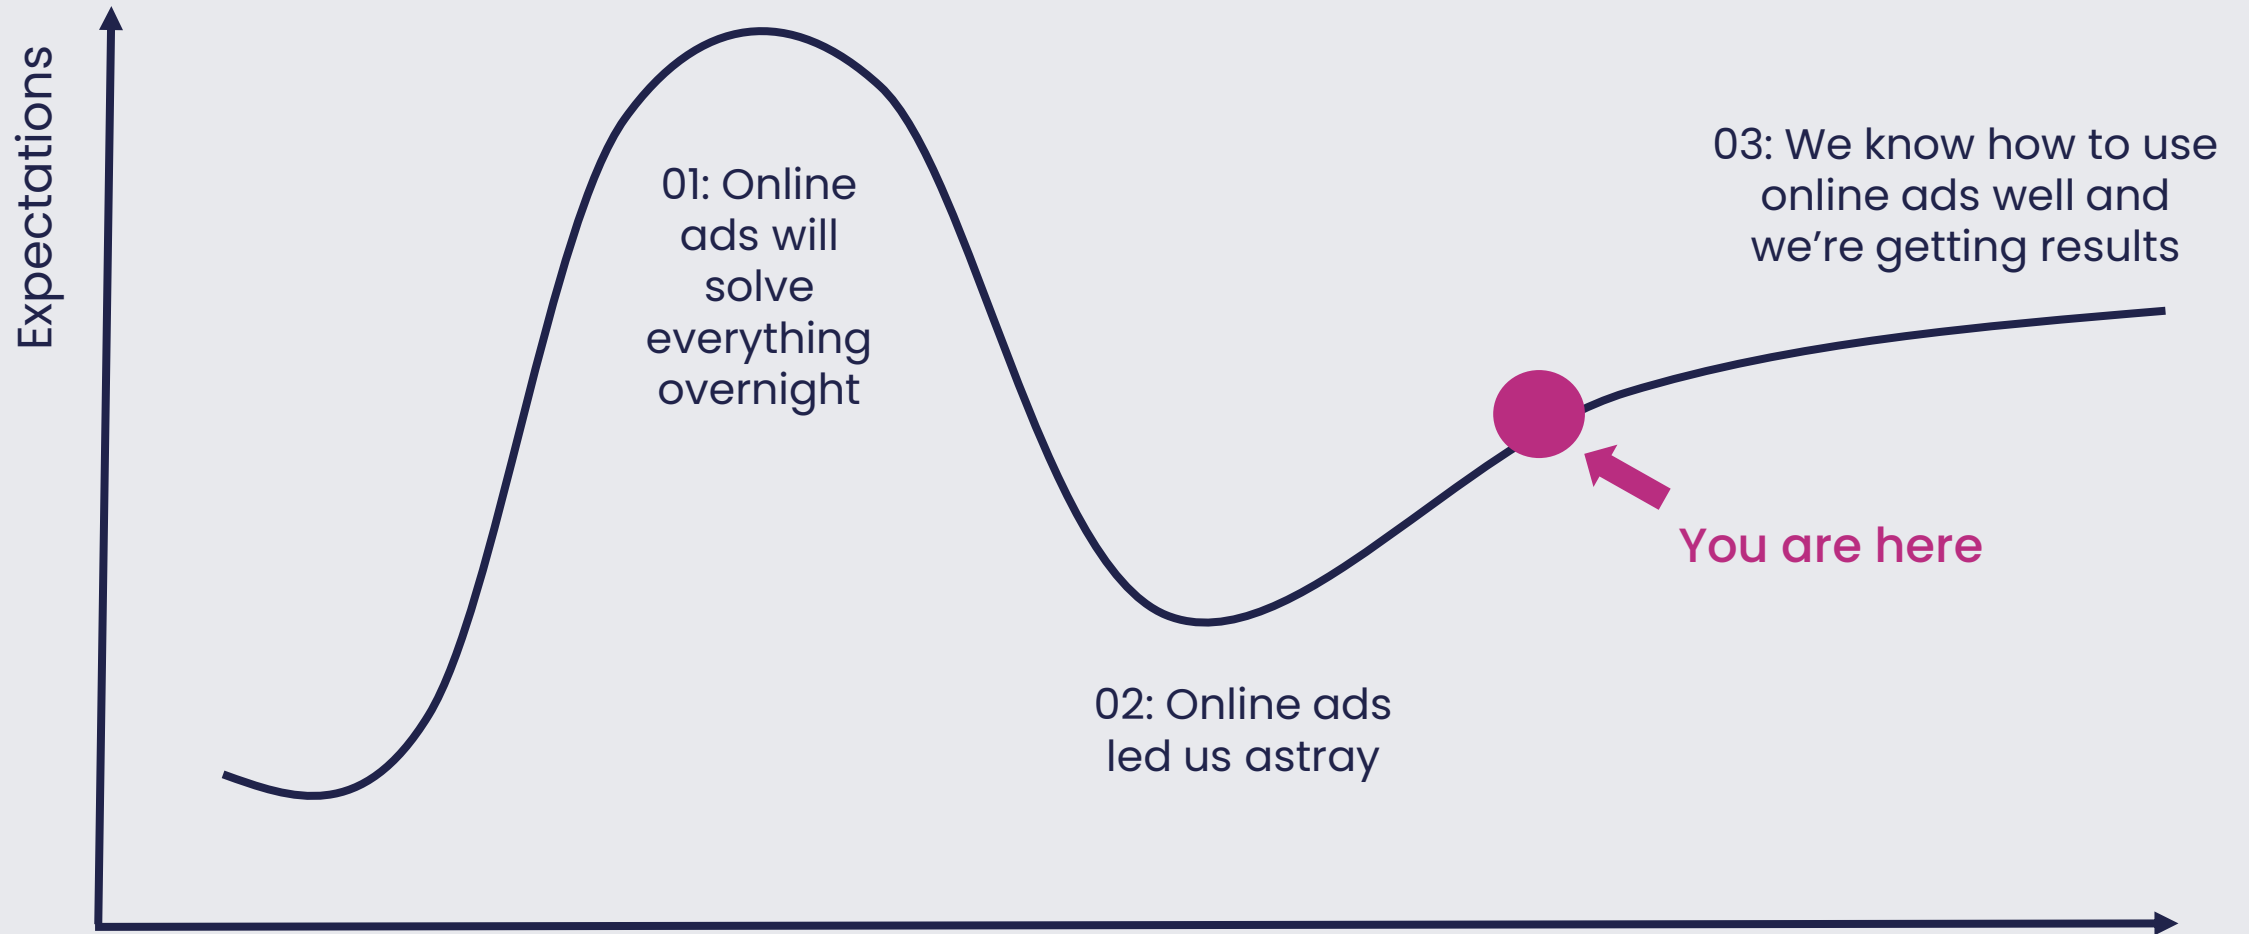 Expectations
01: Online
ads will
solve
everything
overnight
02: Online ads
led us astray
03: We know how to use
online ads well and
we’re getting results
You are here